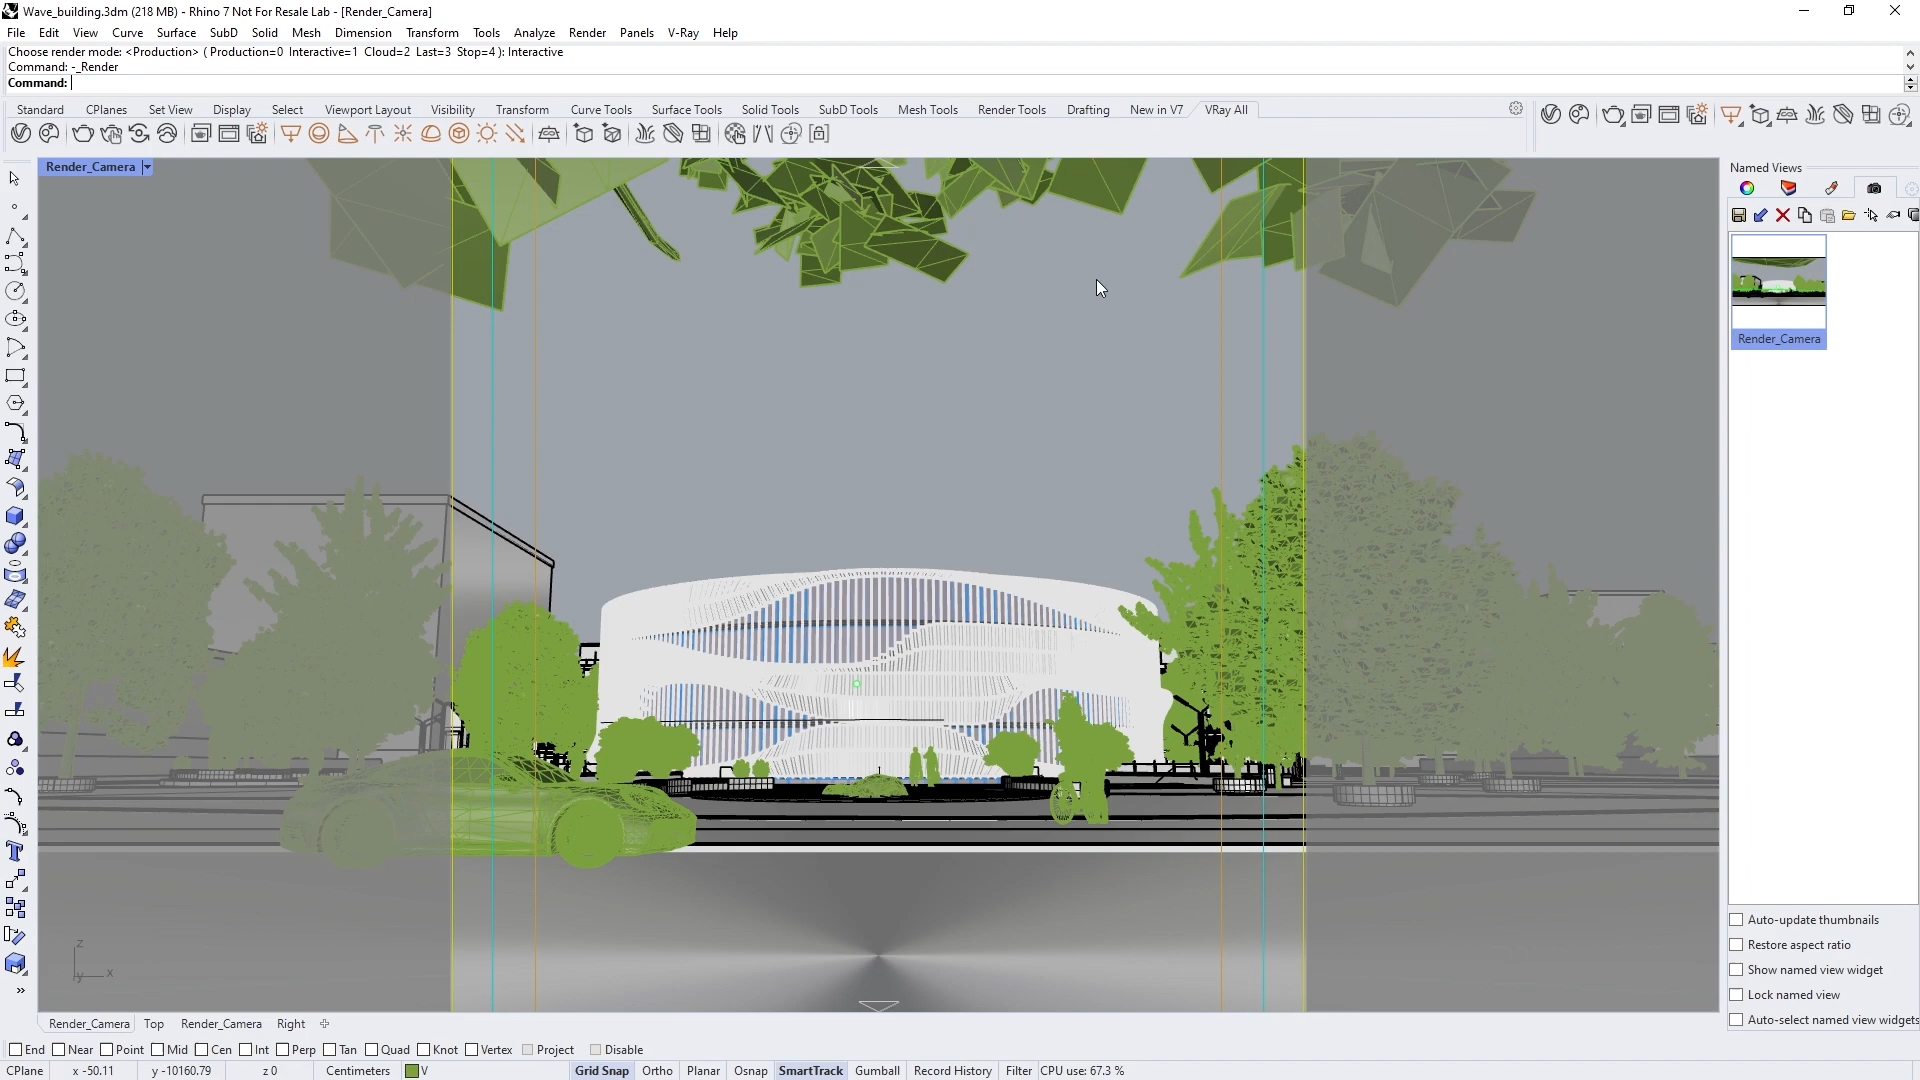 Wave_building.3dm (218 MB) - Rhino 7 Not For Resale Lab - [Render_Camera]
File Edit View Curve Surface SubD Solid Mesh Dimension Transform Tools Analyze Render Panels V-Ray Help
Choose render mode: <Production> ( Production=0 Interactive=1 Cloud=2 Last=3 Stop=4 ): Interactive
Command: -_Render
Command:
Standard CPlanes Set View Display Select Viewport Layout Visibility Transform Curve Tools Surface Tools Solid Tools SubD Tools Mesh Tools Render Tools Drafting New in V7 VRay All
Render_Camera
Named Views
Render_Camera
Auto-update thumbnails
Restore aspect ratio
Show named view widget
Lock named view
Auto-select named view widgets
z
y x
Render_Camera Top Render_Camera Right
End Near Point Mid Cen Int Perp Tan Quad Knot Vertex Project Disable
CPlane x -50.11 y -10160.79 z 0 Centimeters V Grid Snap Ortho Planar Osnap SmartTrack Gumball Record History Filter CPU use: 67.3 %